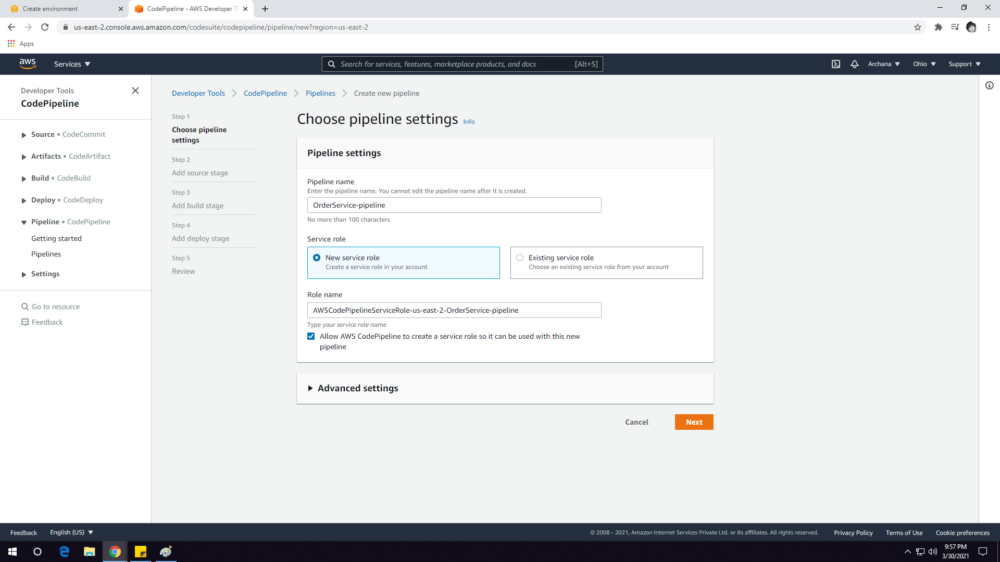 Create environment
CodePipeline - AWS Developer To
us-east-2.console.aws.amazon.com/codesuite/codepipeline/pipeline/new?region=us-east-2
Apps
aws
Services
Search for services, features, marketplace products, and docs
[Alt+S]
Archana
Ohio
Support
Developer Tools
CodePipeline
Source • CodeCommit
Artifacts • CodeArtifact
Build • CodeBuild
Deploy • CodeDeploy
Pipeline • CodePipeline
Getting started
Pipelines
Settings
Go to resource
Feedback
Developer Tools
CodePipeline
Pipelines
Create new pipeline
Step 1
Choose pipeline
settings
Step 2
Add source stage
Step 3
Add build stage
Step 4
Add deploy stage
Step 5
Review
Choose pipeline settings Info
Pipeline settings
Pipeline name
Enter the pipeline name. You cannot edit the pipeline name after it is created.
OrderService-pipeline
No more than 100 characters
Service role
New service role
Create a service role in your account
Existing service role
Choose an existing service role from your account
Role name
AWSCodePipelineServiceRole-us-east-2-OrderService-pipeline
Type your service role name
Allow AWS CodePipeline to create a service role so it can be used with this new
pipeline
Advanced settings
Cancel
Next
Feedback
English (US)
© 2008 - 2021, Amazon Internet Services Private Ltd. or its affiliates. All rights reserved.
Privacy Policy
Terms of Use
Cookie preferences
9:57 PM
3/30/2021